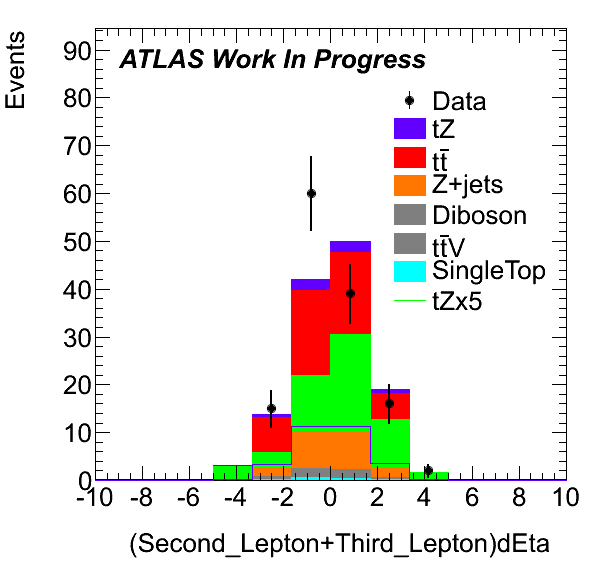 Events
ATLAS Work In Progress
90
80
70
60
50
40
30
20
10
0
Data
tZ
tt̄
Z+jets
Diboson
tt̄V
SingleTop
tZx5
-10 -8 -6 -4 -2 0 2 4 6 8 10
(Second_Lepton+Third_Lepton)dEta